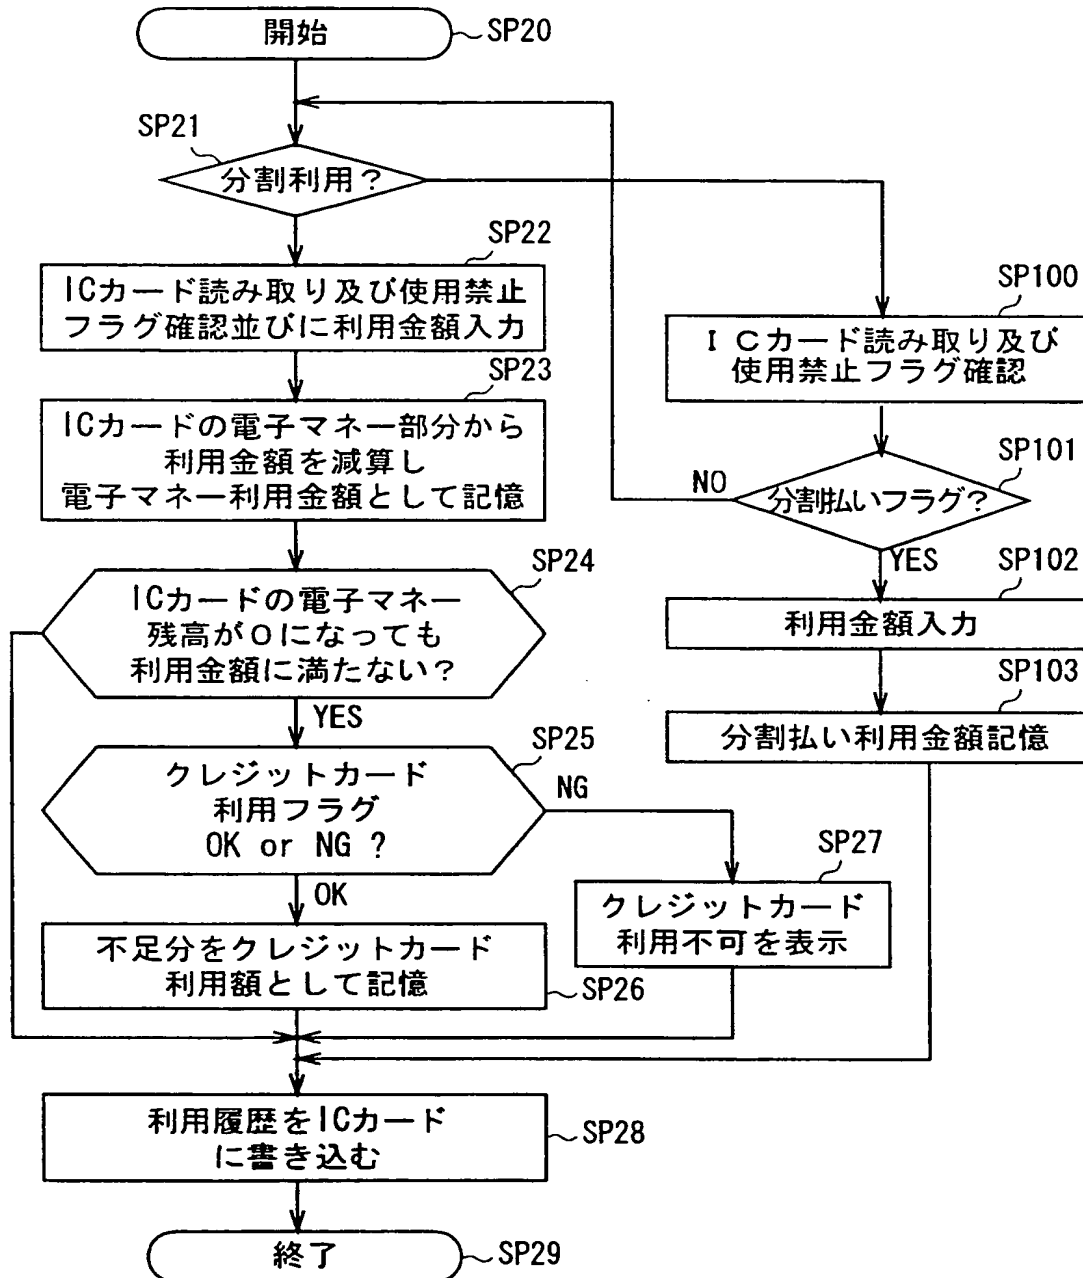 開始
SP20
SP21
分割利用?
SP22
ICカード読み取り及び使用禁止
フラグ確認並びに利用金額入力
SP23
ICカードの電子マネー部分から
利用金額を減算し
電子マネー利用金額として記憶
SP24
ICカードの電子マネー
残高が0になっても
利用金額に満たない?
YES
SP25
クレジットカード
利用フラグ
OK or NG ?
NG
OK
SP27
クレジットカード
利用不可を表示
不足分をクレジットカード
利用額として記憶
SP26
SP100
ICカード読み取り及び
使用禁止フラグ確認
SP101
NO
分割払いフラグ?
YES
SP102
利用金額入力
SP103
分割払い利用金額記憶
利用履歴をICカード
に書き込む
SP28
終了
SP29